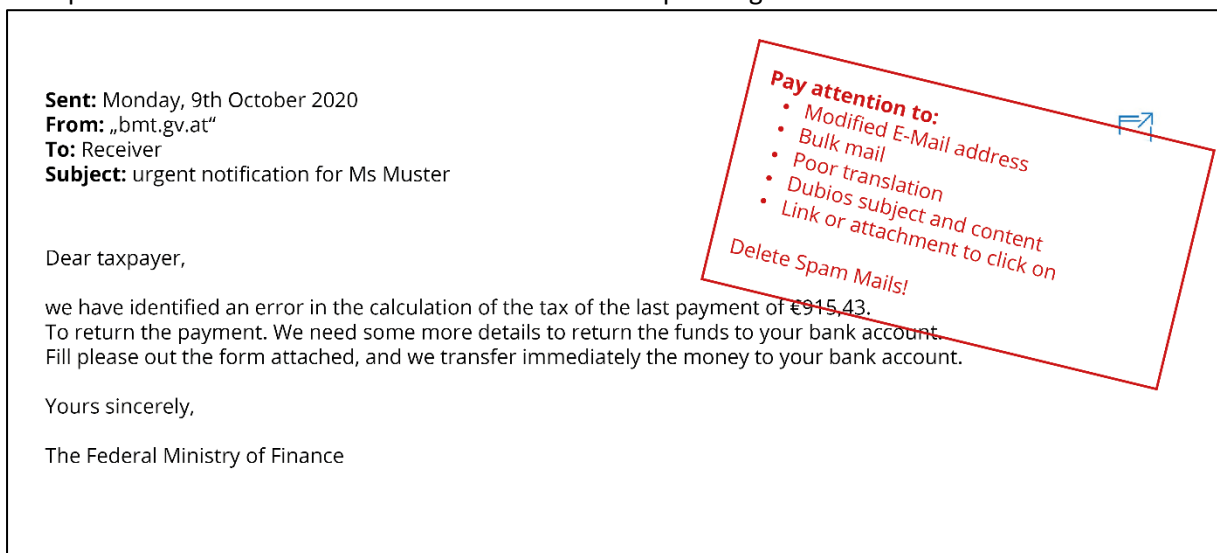 Sent: Monday, 9th October 2020
From: „bmt.gv.at“
To: Receiver
Subject: urgent notification for Ms Muster
Pay attention to:
• Modified E-Mail address
• Bulk mail
• Poor translation
• Dubios subject and content
• Link or attachment to click on
Delete Spam Mails!
Dear taxpayer,
we have identified an error in the calculation of the tax of the last payment of €915,43.
To return the payment. We need some more details to return the funds to your bank account.
Fill please out the form attached, and we transfer immediately the money to your bank account.
Yours sincerely,
The Federal Ministry of Finance